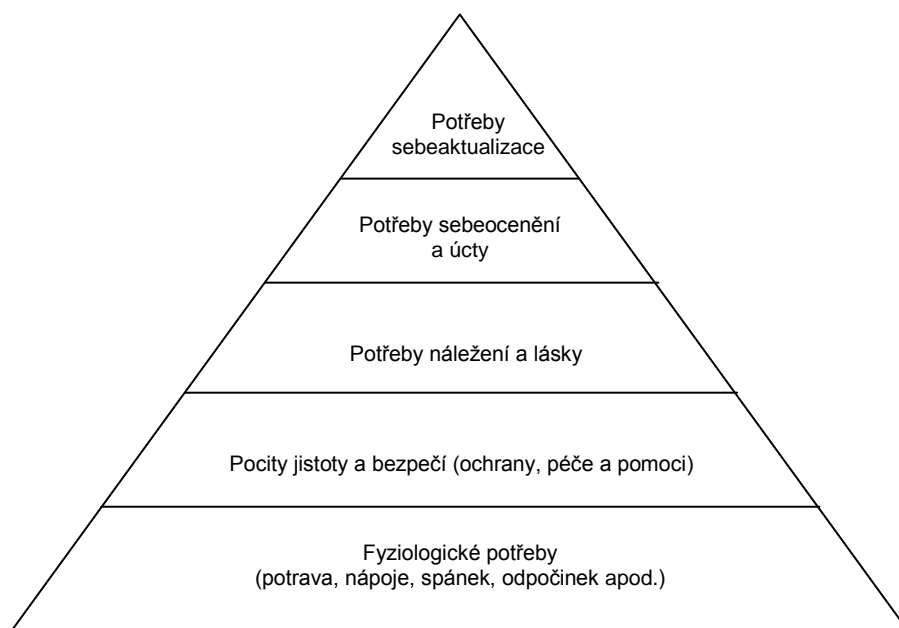 Potřeby
sebeaktualizace
Potřeby sebeocenění
a úcty
Potřeby náležení a lásky
Pocity jistoty a bezpečí (ochrany, péče a pomoci)
Fyziologické potřeby
(potrava, nápoje, spánek, odpočinek apod.)